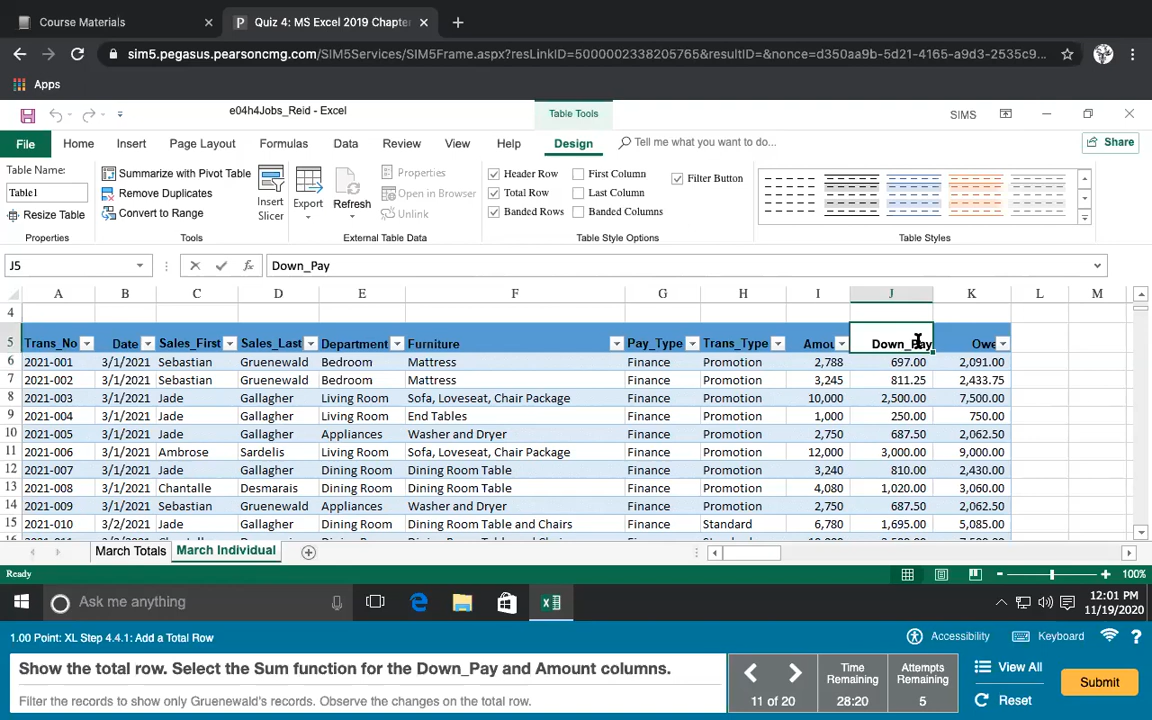 Course Materials × P Quiz 4: MS Excel 2019 Chapte × +
sim5.pegasus.pearsoncmg.com/SIM5Services/SIM5Frame.aspx?resLinkID=5000002338205765&resultID=&nonce=d350aa9b-5d21-4165-a9d3-2535c9...
Apps
e04h4Jobs_Reid - Excel Table Tools SIMS
File Home Insert Page Layout Formulas Data Review View Help Design Tell me what you want to do... Share
Table Name: Summarize with Pivot Table Properties Header Row First Column Filter Button
Table1 Remove Duplicates Insert Slicer Export Refresh Open in Browser Total Row Last Column
Resize Table Convert to Range Unlink Banded Rows Banded Columns
Properties Tools External Table Data Table Style Options Table Styles
J5 fx Down_Pay
A B C D E F G H I J K L M
4
5 Trans_No Date Sales_First Sales_Last Department Furniture Pay_Type Trans_Type Amou Down_Pay Owe
6 2021-001 3/1/2021 Sebastian Gruenewald Bedroom Mattress Finance Promotion 2,788 697.00 2,091.00
7 2021-002 3/1/2021 Sebastian Gruenewald Bedroom Mattress Finance Promotion 3,245 811.25 2,433.75
8 2021-003 3/1/2021 Jade Gallagher Living Room Sofa, Loveseat, Chair Package Finance Promotion 10,000 2,500.00 7,500.00
9 2021-004 3/1/2021 Jade Gallagher Living Room End Tables Finance Promotion 1,000 250.00 750.00
10 2021-005 3/1/2021 Jade Gallagher Appliances Washer and Dryer Finance Promotion 2,750 687.50 2,062.50
11 2021-006 3/1/2021 Ambrose Sardelis Living Room Sofa, Loveseat, Chair Package Finance Promotion 12,000 3,000.00 9,000.00
12 2021-007 3/1/2021 Jade Gallagher Dining Room Dining Room Table Finance Promotion 3,240 810.00 2,430.00
13 2021-008 3/1/2021 Chantalle Desmarais Dining Room Dining Room Table Finance Promotion 4,080 1,020.00 3,060.00
14 2021-009 3/1/2021 Sebastian Gruenewald Appliances Washer and Dryer Finance Promotion 2,750 687.50 2,062.50
15 2021-010 3/2/2021 Jade Gallagher Dining Room Dining Room Table and Chairs Finance Standard 6,780 1,695.00 5,085.00
March Totals March Individual
Ready 100%
Ask me anything 12:01 PM
11/19/2020
1.00 Point: XL Step 4.4.1: Add a Total Row Accessibility Keyboard ?
Show the total row. Select the Sum function for the Down_Pay and Amount columns.
Filter the records to show only Gruenewald's records. Observe the changes on the total row.
11 of 20
Time Remaining
28:20
Attempts Remaining
5
View All
Reset
Submit